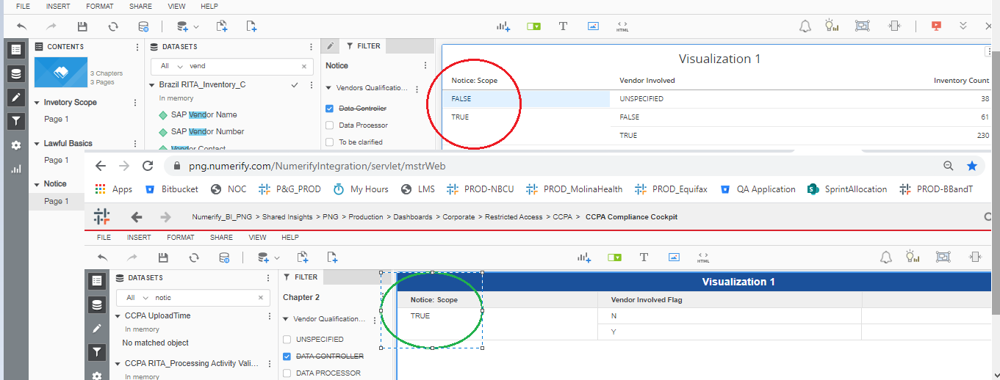 FILE INSERT FORMAT SHARE VIEW HELP
HTML
CONTENTS
3 Chapters
3 Pages
Invetory Scope
Page 1
Lawful Basics
Page 1
Notice
Page 1
DATASETS
All vend
Brazil RITA_Inventory_C
In memory
SAP Vendor Name
SAP Vendor Number
Vendor Contact
FILTER
Notice
Vendors Qualificatio...
Data Controller
Data Processor
To be clarified
Visualization 1
Notice: Scope Vendor Involved Inventory Count
FALSE UNSPECIFIED 38
TRUE FALSE 61
TRUE 230
png.numerify.com/NumerifyIntegration/servlet/mstrWeb
Apps Bitbucket NOC P&G_PROD My Hours LMS PROD-NBCU PROD_MolinaHealth PROD_Equifax QA Application SprintAllocation PROD-BBandT
Numerify_BI_PNG > Shared Insights > PNG > Production > Dashboards > Corporate > Restricted Access > CCPA > CCPA Compliance Cockpit
FILE INSERT FORMAT SHARE VIEW HELP
HTML
DATASETS
All notic
CCPA UploadTime
In memory
No matched object
CCPA RITA_Processing Activity Vali...
In memory
FILTER
Chapter 2
Vendor Qualification...
UNSPECIFIED
DATA CONTROLLER
DATA PROCESSOR
Visualization 1
Notice: Scope Vendor Involved Flag
TRUE N
Y